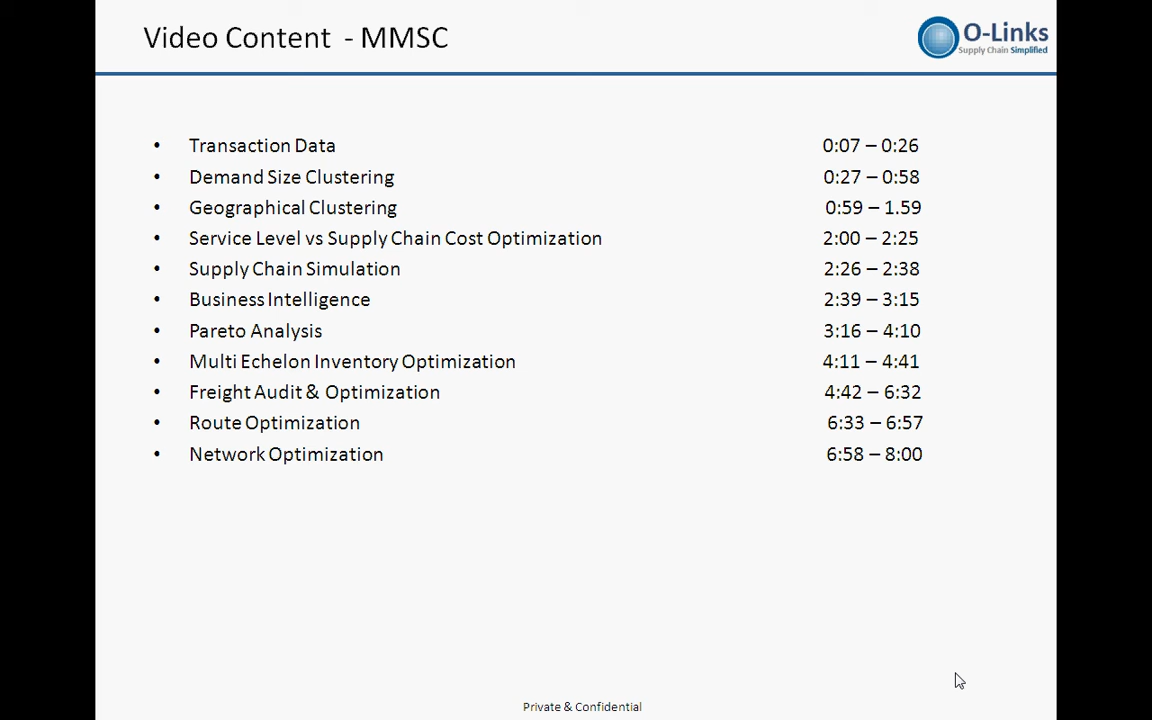 Video Content - MMSC
O-Links
Supply Chain Simplified
• Transaction Data 0:07 – 0:26
• Demand Size Clustering 0:27 – 0:58
• Geographical Clustering 0:59 – 1.59
• Service Level vs Supply Chain Cost Optimization 2:00 – 2:25
• Supply Chain Simulation 2:26 – 2:38
• Business Intelligence 2:39 – 3:15
• Pareto Analysis 3:16 – 4:10
• Multi Echelon Inventory Optimization 4:11 – 4:41
• Freight Audit & Optimization 4:42 – 6:32
• Route Optimization 6:33 – 6:57
• Network Optimization 6:58 – 8:00
Private & Confidential